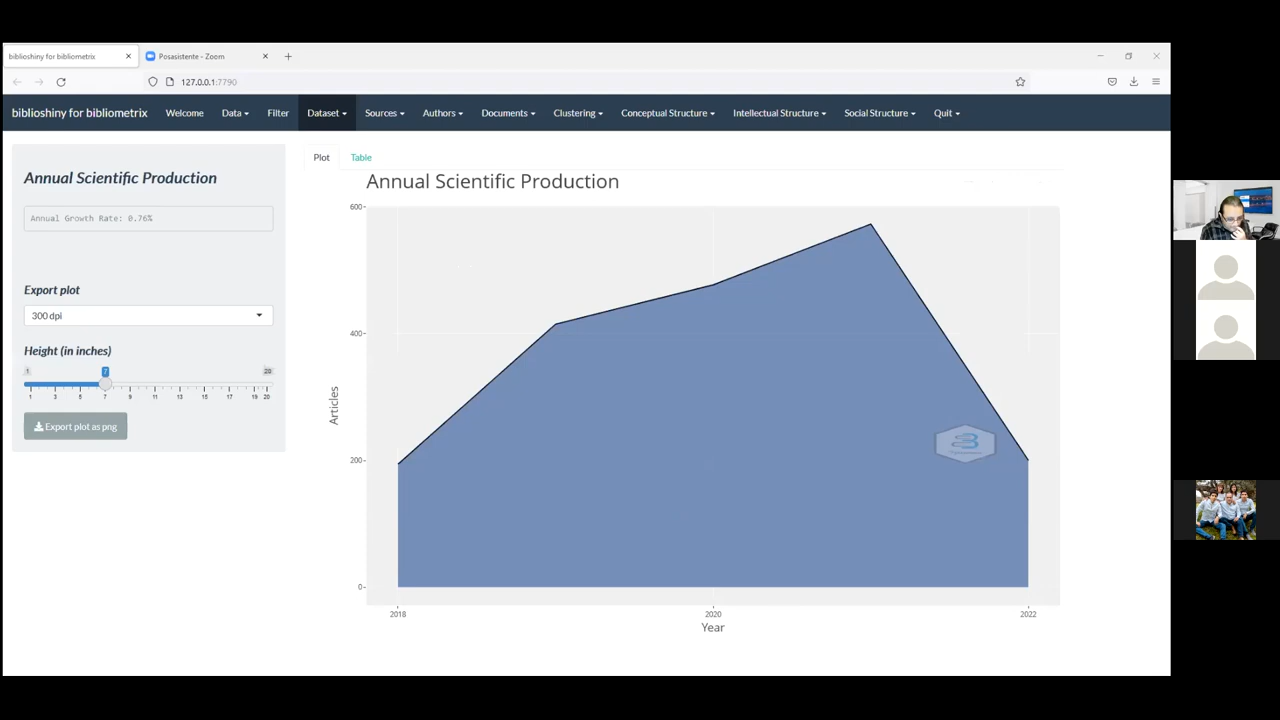 biblioshiny for bibliometrix
Posasistente - Zoom
127.0.0.1:7790
biblioshiny for bibliometrix Welcome Data Filter Dataset Sources Authors Documents Clustering Conceptual Structure Intellectual Structure Social Structure Quit
Annual Scientific Production
Annual Growth Rate: 0.76%
Export plot
300 dpi
Height (in inches)
1 7 20
1 3 5 7 9 11 13 15 17 19 20
Export plot as png
Plot Table
Annual Scientific Production
600
400
200
0
Articles
2018 2020 2022
Year